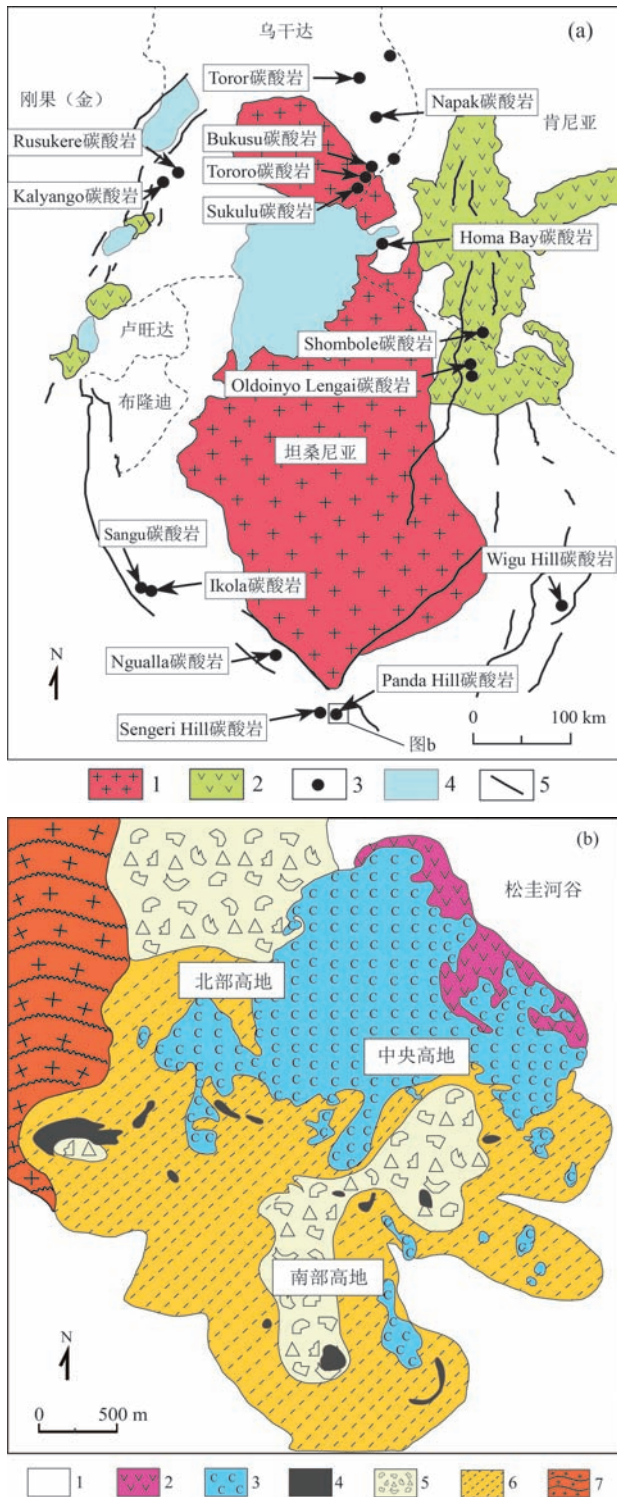 乌干达
(a)
Toror碳酸岩
刚果（金）
Napak碳酸岩
肯尼亚
Rusukere碳酸岩
Bukusu碳酸岩
Tororo碳酸岩
Kalyango碳酸岩
Sukulu碳酸岩
Homa Bay碳酸岩
卢旺达
Shombole碳酸岩
Oldoinyo Lengai碳酸岩
布隆迪
坦桑尼亚
Sangu碳酸岩
Wigu Hill碳酸岩
Ikola碳酸岩
N
Ngualla碳酸岩
Panda Hill碳酸岩
Sengeri Hill碳酸岩
图b
0 100 km
1 2 3 4 5
(b)
松圭河谷
北部高地
中央高地
南部高地
N
0 500 m
1 2 3 4 5 6 7